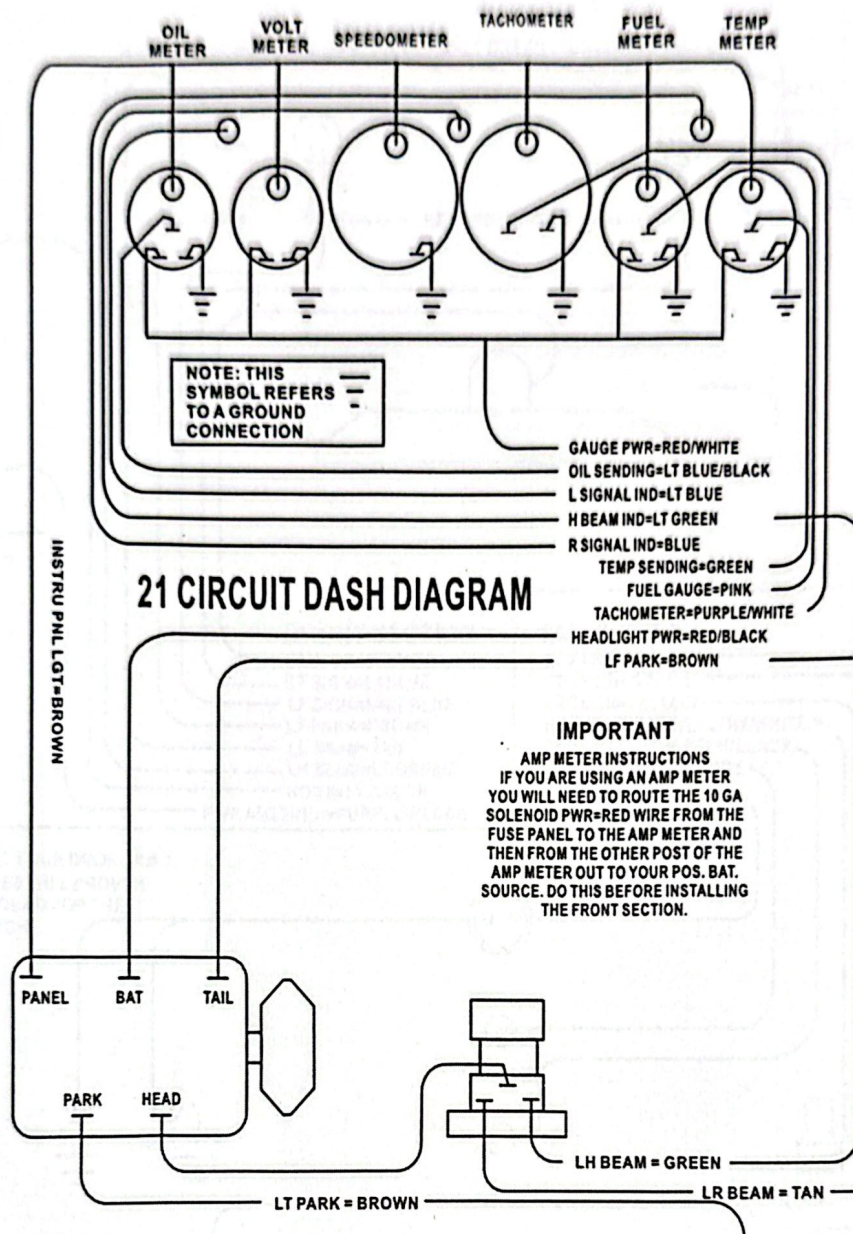 OIL
METER
VOLT
METER
SPEEDOMETER
TACHOMETER
FUEL
METER
TEMP
METER
NOTE: THIS
SYMBOL REFERS
TO A GROUND
CONNECTION
GAUGE PWR=RED/WHITE
OIL SENDING=LT BLUE/BLACK
L SIGNAL IND=LT BLUE
H BEAM IND=LT GREEN
R SIGNAL IND=BLUE
TEMP SENDING=GREEN
FUEL GAUGE=PINK
TACHOMETER=PURPLE/WHITE
HEADLIGHT PWR=RED/BLACK
LF PARK=BROWN
INSTRU PNL LGT=BROWN
21 CIRCUIT DASH DIAGRAM
IMPORTANT
AMP METER INSTRUCTIONS
IF YOU ARE USING AN AMP METER
YOU WILL NEED TO ROUTE THE 10 GA
SOLENOID PWR=RED WIRE FROM THE
FUSE PANEL TO THE AMP METER AND
THEN FROM THE OTHER POST OF THE
AMP METER OUT TO YOUR POS. BAT.
SOURCE. DO THIS BEFORE INSTALLING
THE FRONT SECTION.
PANEL
BAT
TAIL
PARK
HEAD
LH BEAM = GREEN
LR BEAM = TAN
LT PARK = BROWN